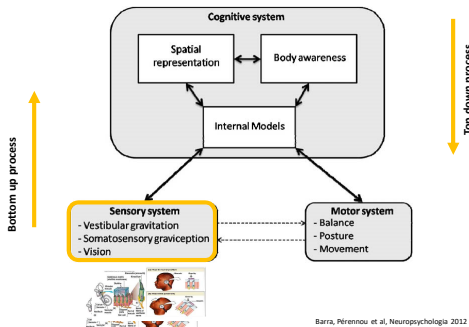 Cognitive system
Spatial
representation
Body awareness
Internal Models
Bottom up process
Top down process
Sensory system
- Vestibular gravitation
- Somatosensory graviception
- Vision
Motor system
- Balance
- Posture
- Movement
Barra, Pérennou et al, Neuropsychologia 2012